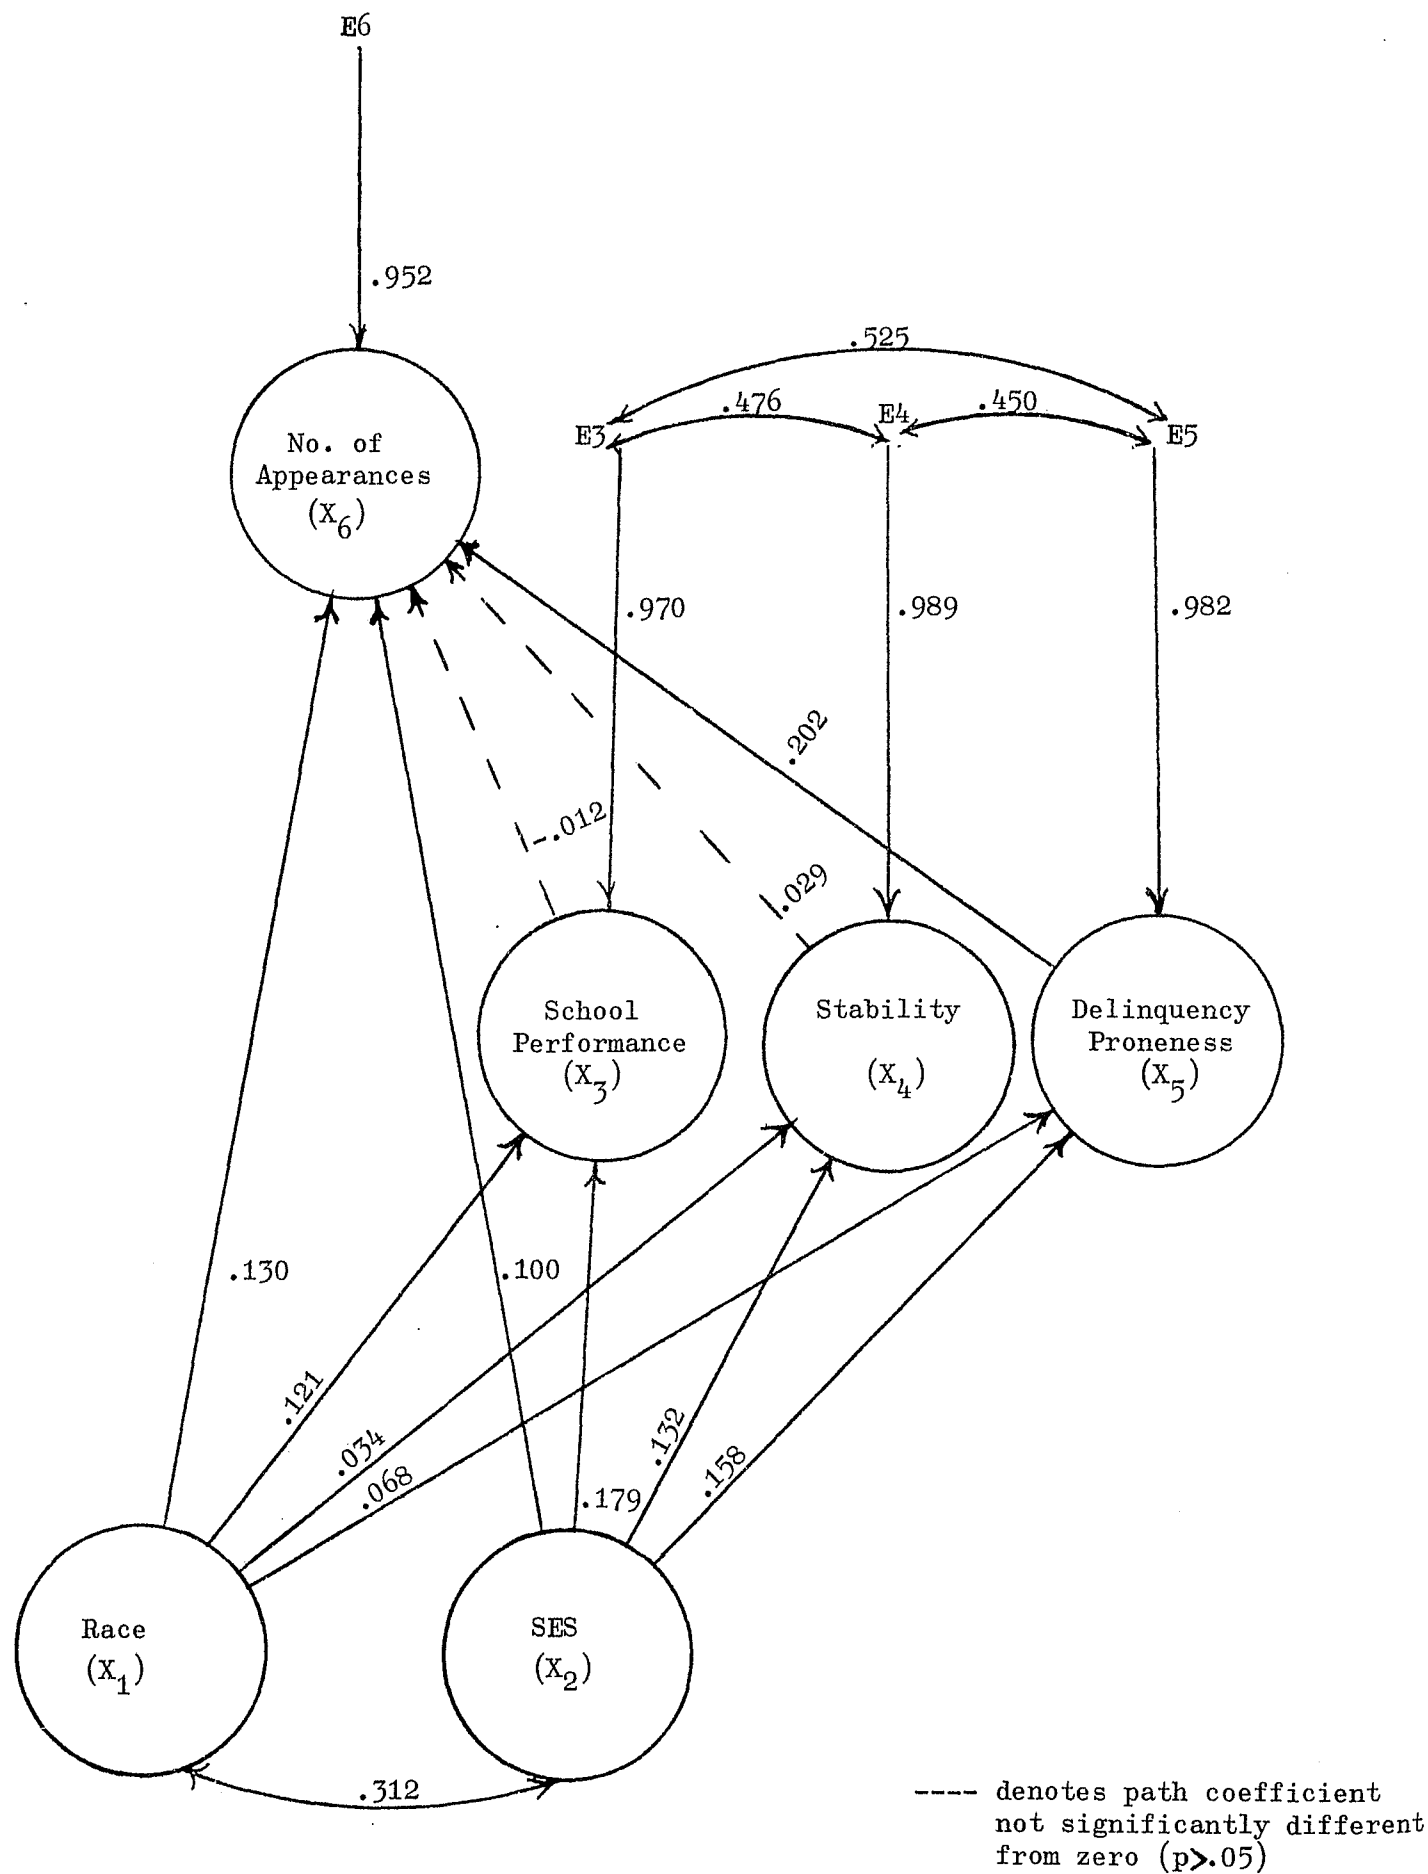 E6
.952
.525
.476
E4
.450
E3
E5
No. of
Appearances
(X6)
.970
.989
.982
.202
-.012
.029
School
Performance
(X3)
Stability
(X4)
Delinquency
Proneness
(X5)
.130
.100
.121
.034
.068
.179
.132
.158
Race
(X1)
SES
(X2)
.312
---- denotes path coefficient
not significantly different
from zero (p>.05)